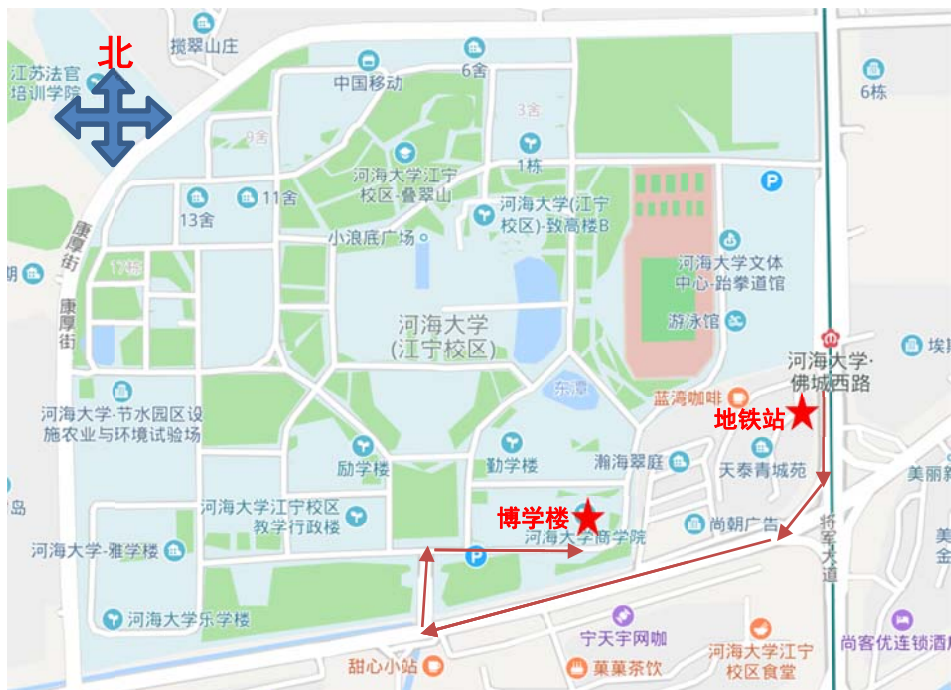 北
揽翠山庄
江苏法官
培训学院
中国移动
6舍
3舍
6栋
9舍
1栋
河海大学江宁
校区-叠翠山
13舍
11舍
河海大学(江宁
校区)-致高楼B
小浪底广场
康厚街
17栋
期
河海大学文体
中心-跆拳道馆
康厚街
河海大学
(江宁校区)
游泳馆
河海大学·
佛城西路
埃斯
东潭
蓝湾咖啡
地铁站
河海大学-节水园区设
施农业与环境试验场
励学楼
勤学楼
瀚海翠庭
天泰青城苑
美丽新
岛
河海大学江宁校区
教学行政楼
博学楼
河海大学商学院
尚朝广告
将军大道
河海大学-雅学楼
P
P
美
金
河海大学乐学楼
宁天宇网咖
河海大学江宁
校区食堂
尚客优连锁酒店
甜心小站
菓菓茶饮